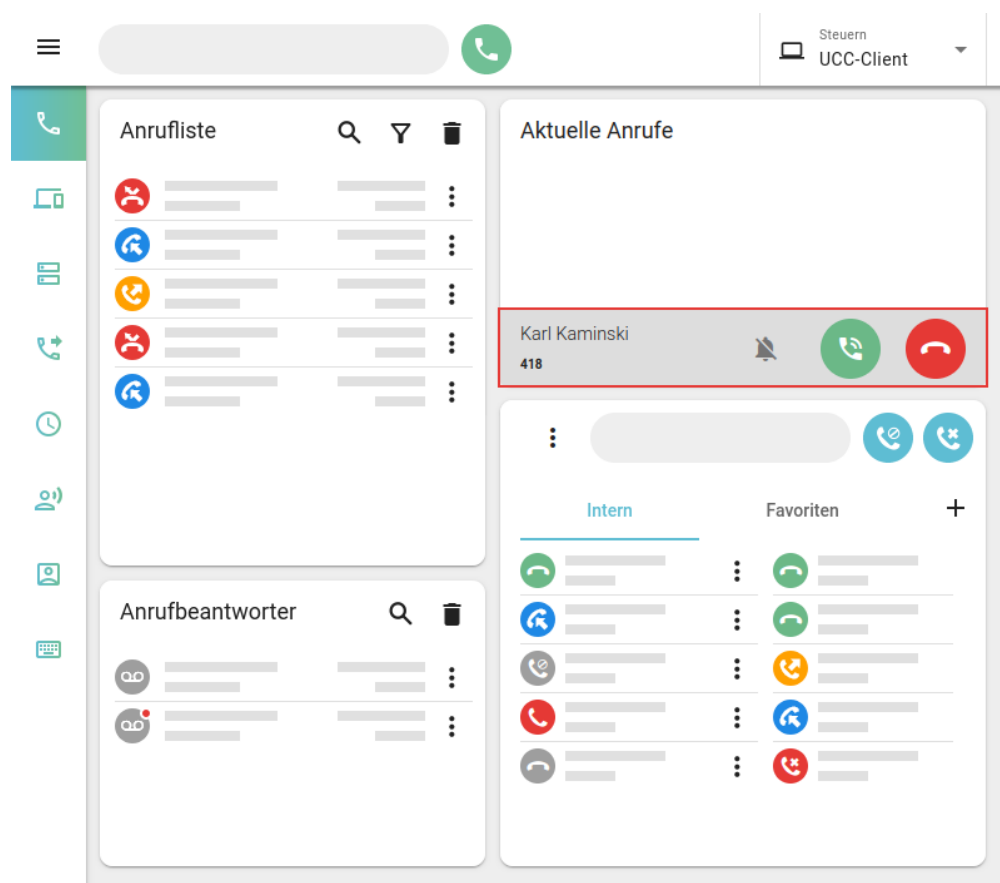 Steuern
UCC-Client
Anrufliste
Aktuelle Anrufe
Karl Kaminski
418
Intern
Favoriten
Anrufbeantworter